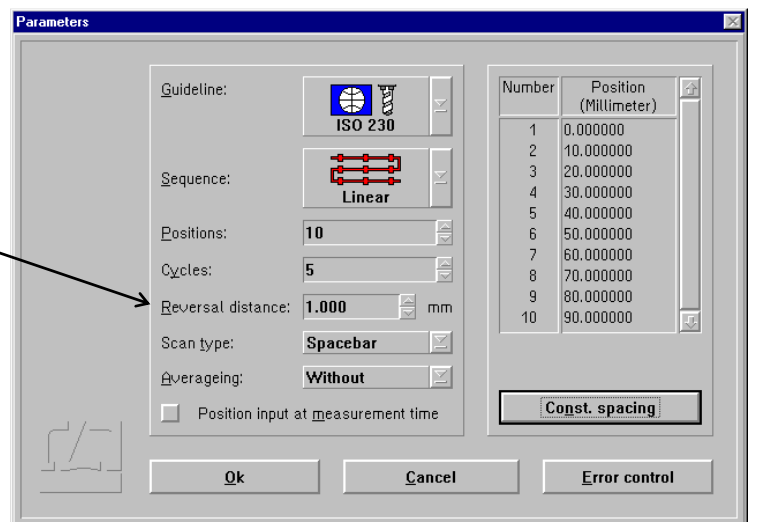 Parameters
Guideline:
ISO 230
Sequence:
Linear
Positions:
10
Cycles:
5
Reversal distance:
1.000
mm
Scan type:
Spacebar
Averageing:
Without
Position input at measurement time
Number
Position
(Millimeter)
1 0.000000
2 10.000000
3 20.000000
4 30.000000
5 40.000000
6 50.000000
7 60.000000
8 70.000000
9 80.000000
10 90.000000
Const. spacing
Ok
Cancel
Error control